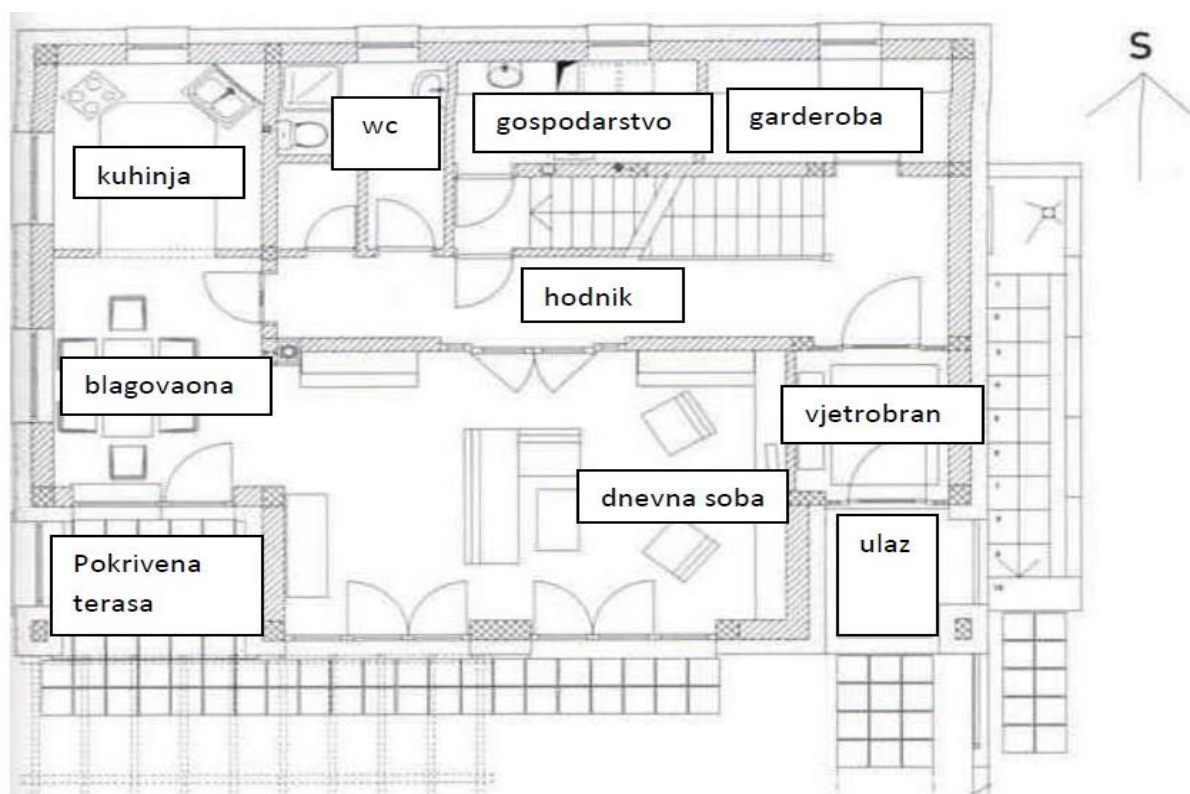 S
wc
gospodarstvo
garderoba
kuhinja
hodnik
blagovaona
vjetrobran
dnevna soba
ulaz
Pokrivena
terasa